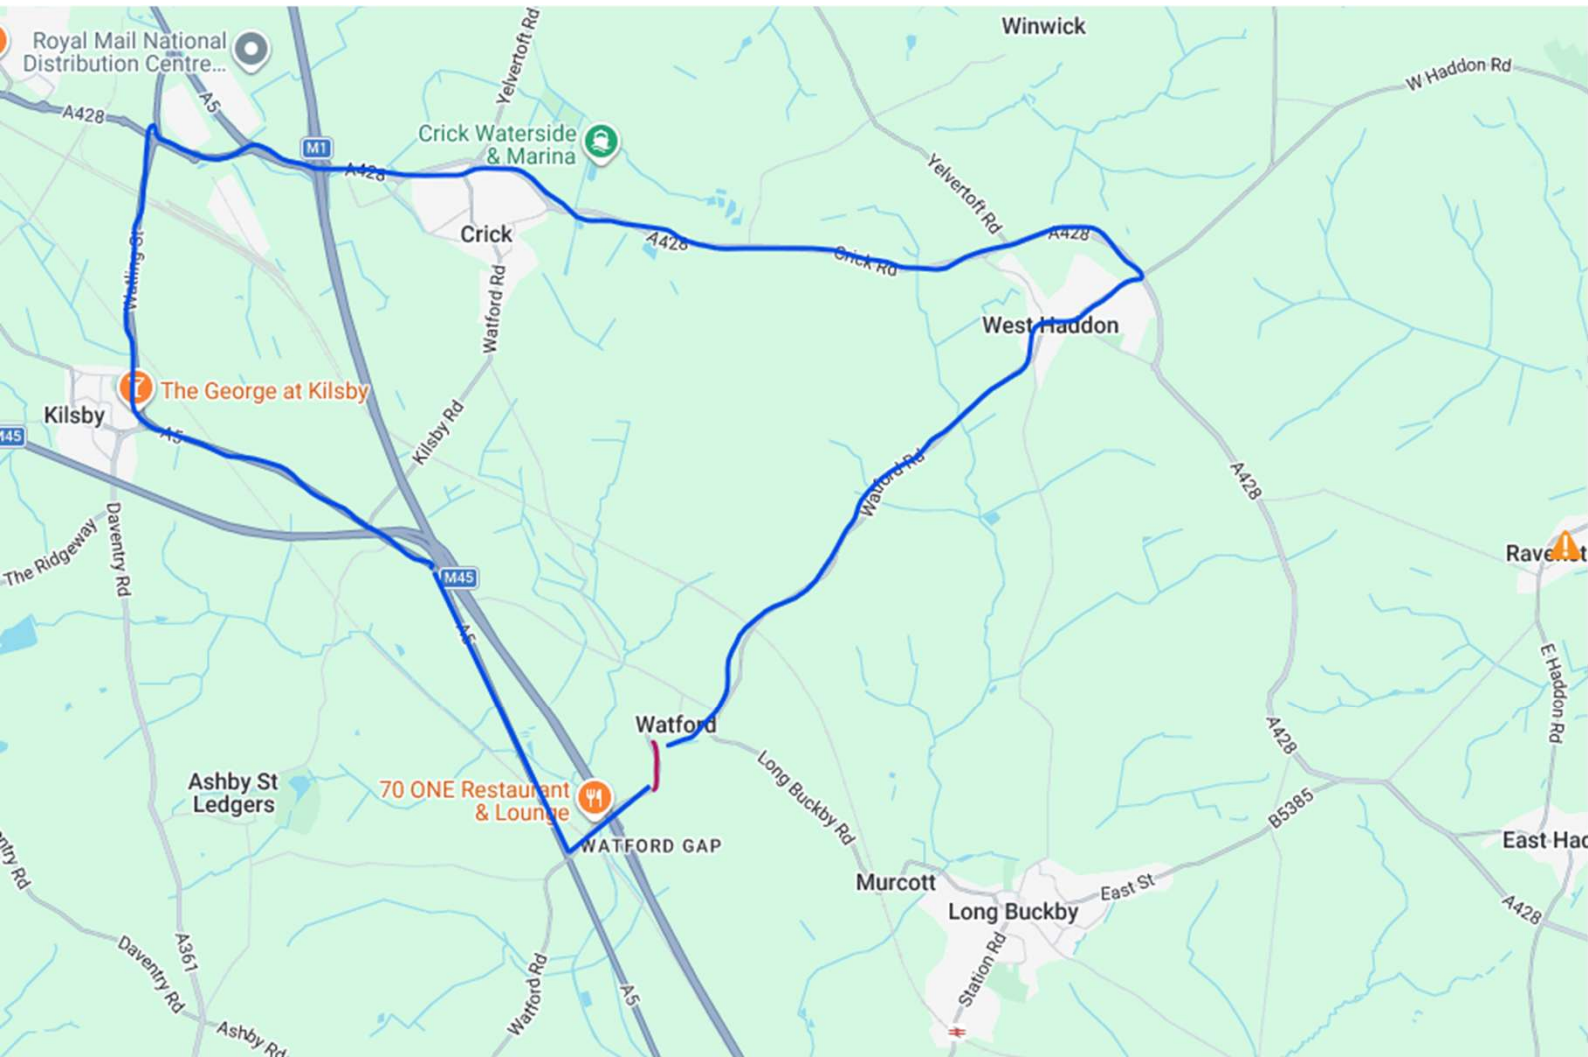 Winwick
Royal Mail National
Distribution Centre...
Yelvertoft Rd
W Haddon Rd
A5
A428
M1
Crick Waterside
& Marina
A428
Yelvertoft Rd
Crick
A428
A428
Crick Rd
Watling St
Watford Rd
West Haddon
The George at Kilsby
Kilsby
M45
A5
Kilsby Rd
Watford Rd
A428
Daventry Rd
The Ridgeway
M45
A5
E Haddon Rd
Watford
A428
Long Buckby Rd
Ashby St
Ledgers
70 ONE Restaurant
& Lounge
WATFORD GAP
B5385
East Ha
Murcott
East St
Long Buckby
A428
Daventry Rd
A361
Watford Rd
A5
Station Rd
Ashby Rd